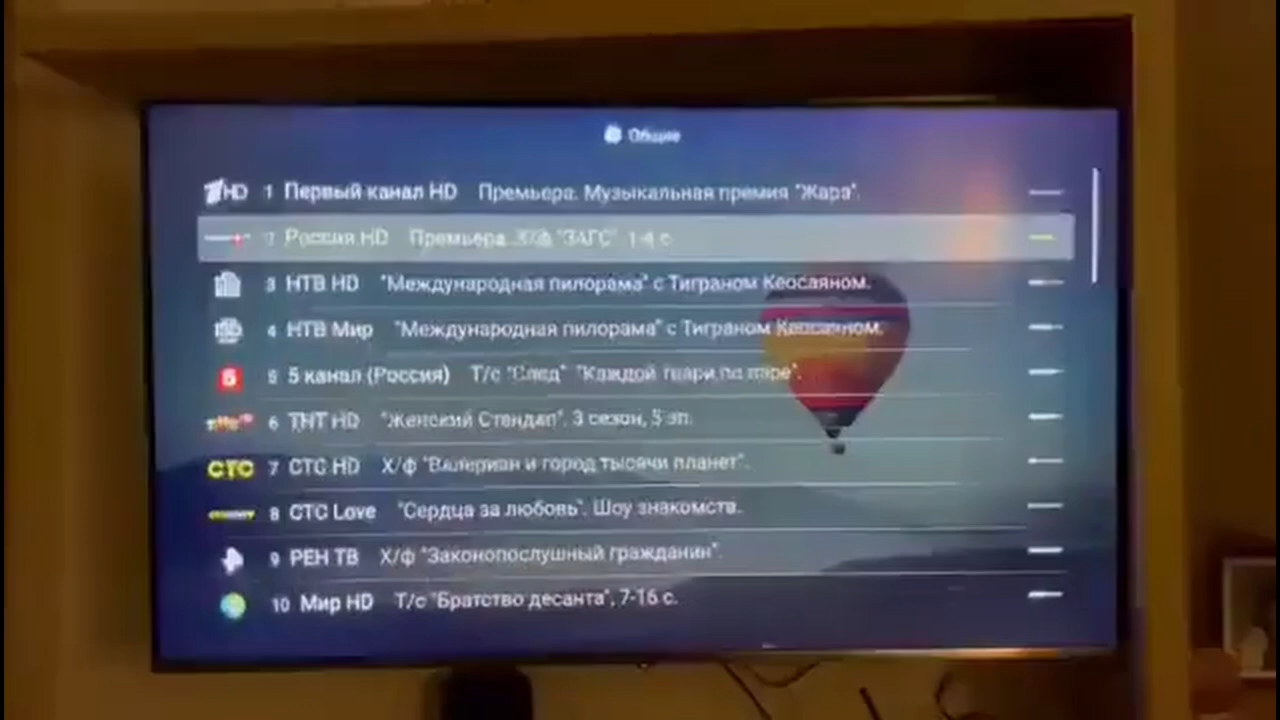 Общие
HD 1 Первый канал HD Премьера. Музыкальная премия "Жара".
2 Россия HD Премьера. Х/ф "ЗАГС". 1-4 с.
3 НТВ HD "Международная пилорама" с Тиграном Кеосаяном.
4 НТВ Мир "Международная пилорама" с Тиграном Кеосаяном.
5 5 5 канал (Россия) Т/с "След" "Каждой твари по паре".
6 ТНТ HD "Женский Стендап". 3 сезон, 5 эп.
СТС 7 СТС HD Х/ф "Валериан и город тысячи планет".
8 СТС Love "Сердца за любовь". Шоу знакомств.
9 РЕН ТВ Х/ф "Законопослушный гражданин".
10 Мир HD Т/с "Братство десанта", 7-16 с.